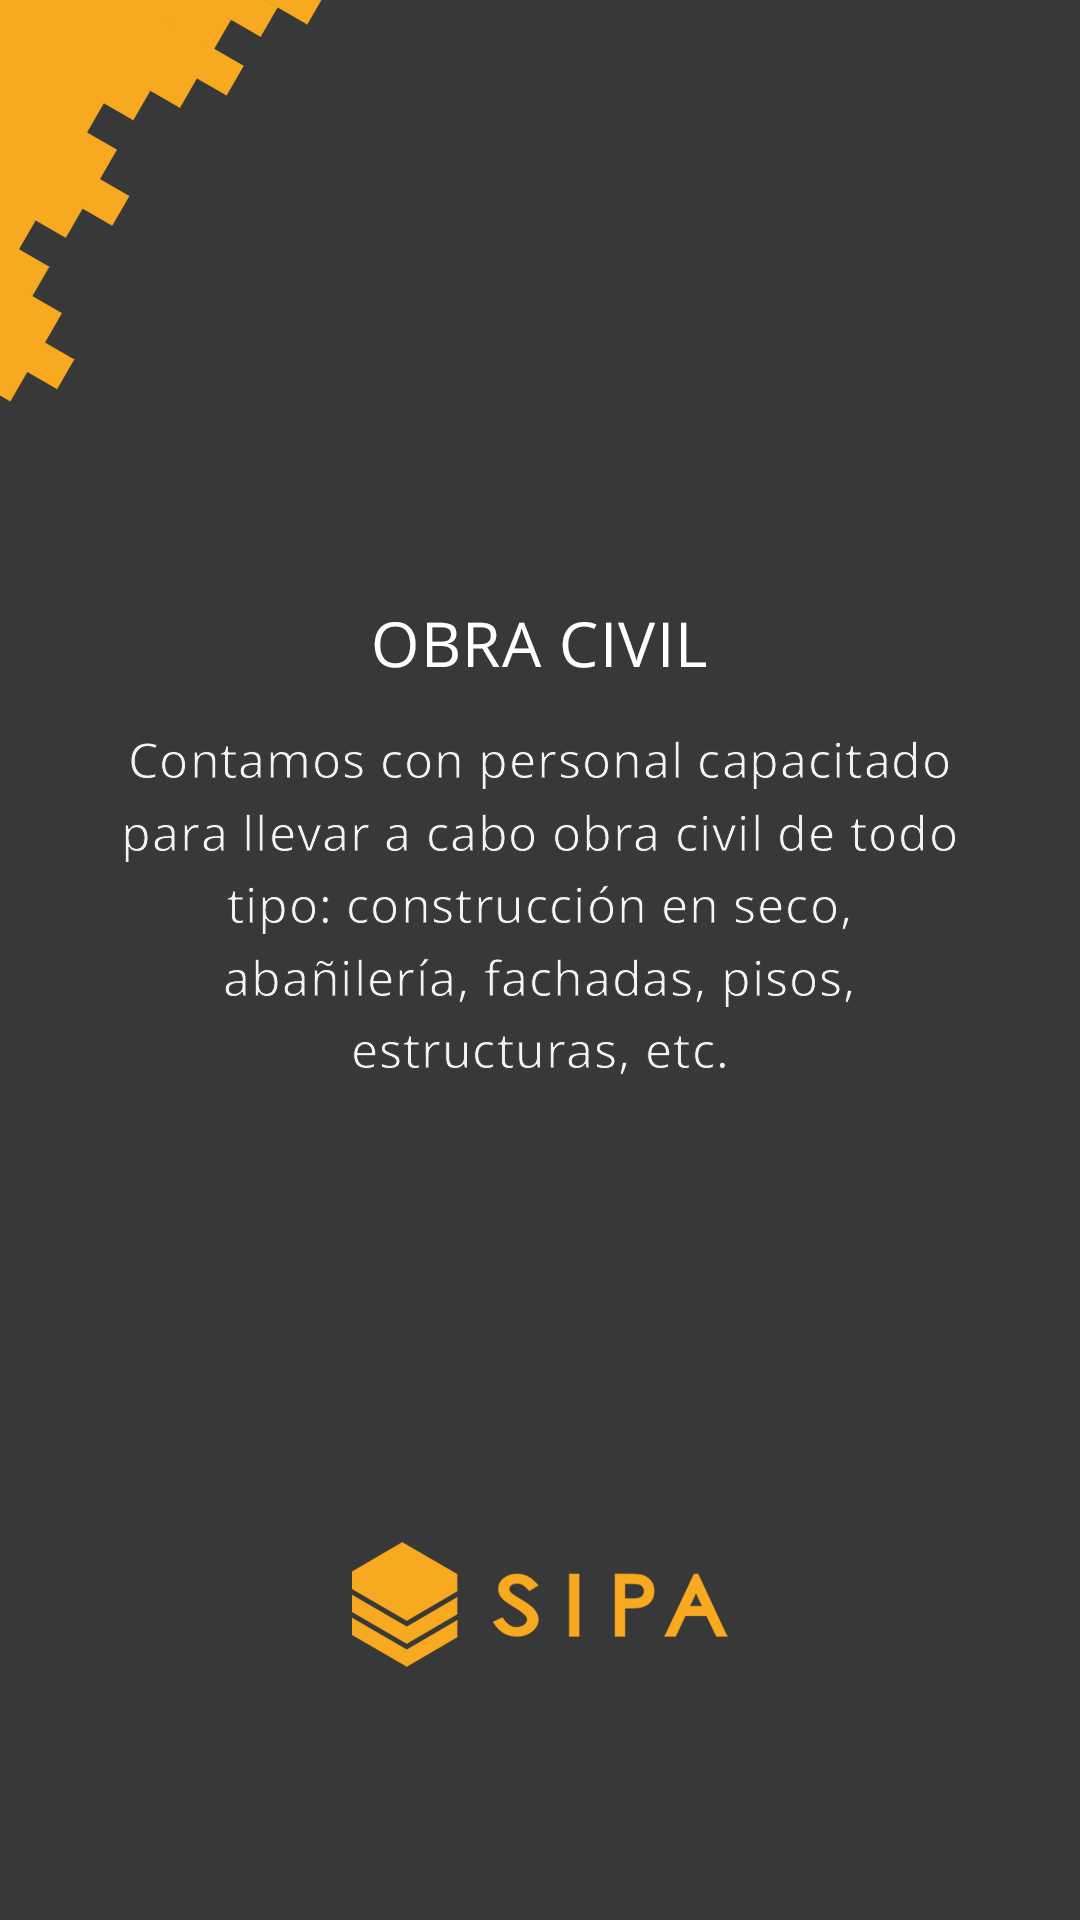 OBRA CIVIL
Contamos con personal capacitado
para llevar a cabo obra civil de todo
tipo: construcción en seco,
abañilería, fachadas, pisos,
estructuras, etc.
SIPA